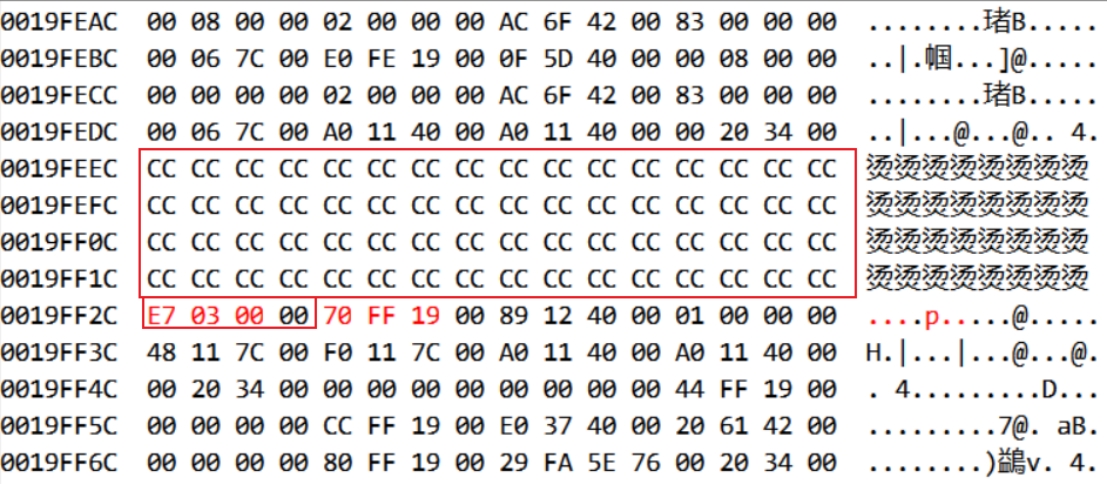 0019FEAC 00 08 00 00 02 00 00 00 AC 6F 42 00 83 00 00 00 ........瑵B.....
0019FEBC 00 06 7C 00 E0 FE 19 00 0F 5D 40 00 00 08 00 00 ..|.帼...]@.....
0019FECC 00 00 00 00 02 00 00 00 AC 6F 42 00 83 00 00 00 ........瑵B.....
0019FEDC 00 06 7C 00 A0 11 40 00 A0 11 40 00 00 20 34 00 ..|...@...@.. 4.
0019FEEC CC CC CC CC CC CC CC CC CC CC CC CC CC CC CC CC 烫烫烫烫烫烫烫烫
0019FEFC CC CC CC CC CC CC CC CC CC CC CC CC CC CC CC CC 烫烫烫烫烫烫烫烫
0019FF0C CC CC CC CC CC CC CC CC CC CC CC CC CC CC CC CC 烫烫烫烫烫烫烫烫
0019FF1C CC CC CC CC CC CC CC CC CC CC CC CC CC CC CC CC 烫烫烫烫烫烫烫烫
0019FF2C E7 03 00 00 70 FF 19 00 89 12 40 00 01 00 00 00 ....p.....@.....
0019FF3C 48 11 7C 00 F0 11 7C 00 A0 11 40 00 A0 11 40 00 H.|...|...@...@.
0019FF4C 00 20 34 00 00 00 00 00 00 00 00 00 44 FF 19 00 . 4.........D...
0019FF5C 00 00 00 00 CC FF 19 00 E0 37 40 00 20 61 42 00 .........7@. aB.
0019FF6C 00 00 00 00 80 FF 19 00 29 FA 5E 76 00 20 34 00 ........)鷁v. 4.